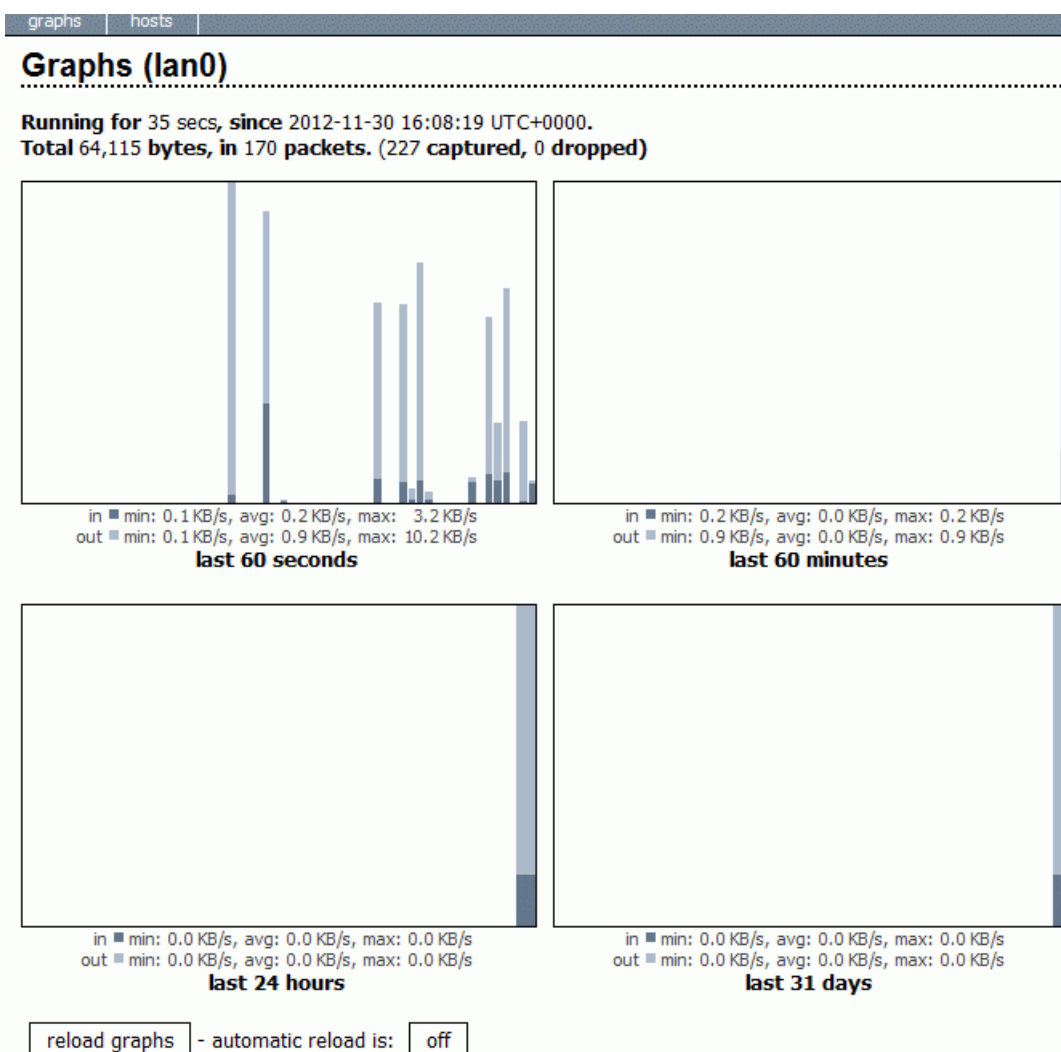 graphs hosts
Graphs (lan0)
Running for 35 secs, since 2012-11-30 16:08:19 UTC+0000.
Total 64,115 bytes, in 170 packets. (227 captured, 0 dropped)
in min: 0.1 KB/s, avg: 0.2 KB/s, max: 3.2 KB/s
out min: 0.1 KB/s, avg: 0.9 KB/s, max: 10.2 KB/s
last 60 seconds
in min: 0.2 KB/s, avg: 0.0 KB/s, max: 0.2 KB/s
out min: 0.9 KB/s, avg: 0.0 KB/s, max: 0.9 KB/s
last 60 minutes
in min: 0.0 KB/s, avg: 0.0 KB/s, max: 0.0 KB/s
out min: 0.0 KB/s, avg: 0.0 KB/s, max: 0.0 KB/s
last 24 hours
in min: 0.0 KB/s, avg: 0.0 KB/s, max: 0.0 KB/s
out min: 0.0 KB/s, avg: 0.0 KB/s, max: 0.0 KB/s
last 31 days
reload graphs - automatic reload is: off